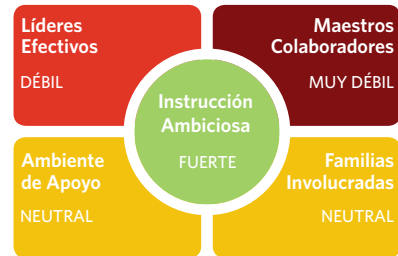 Líderes
Efectivos
DÉBIL
Maestros
Colaboradores
MUY DÉBIL
Instrucción
Ambiciosa
FUERTE
Ambiente
de Apoyo
NEUTRAL
Familias
Involucradas
NEUTRAL